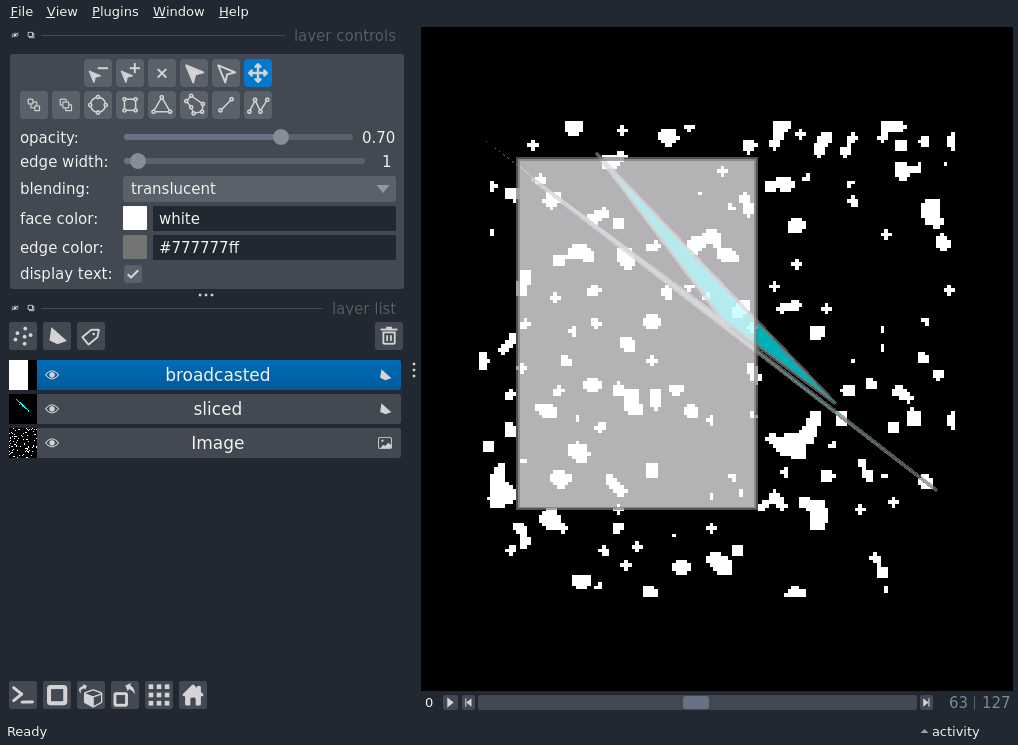 File View Plugins Window Help
layer controls
opacity: 0.70
edge width: 1
blending: translucent
face color: white
edge color: #777777ff
display text:
layer list
broadcasted
sliced
Image
0 63 | 127
Ready activity